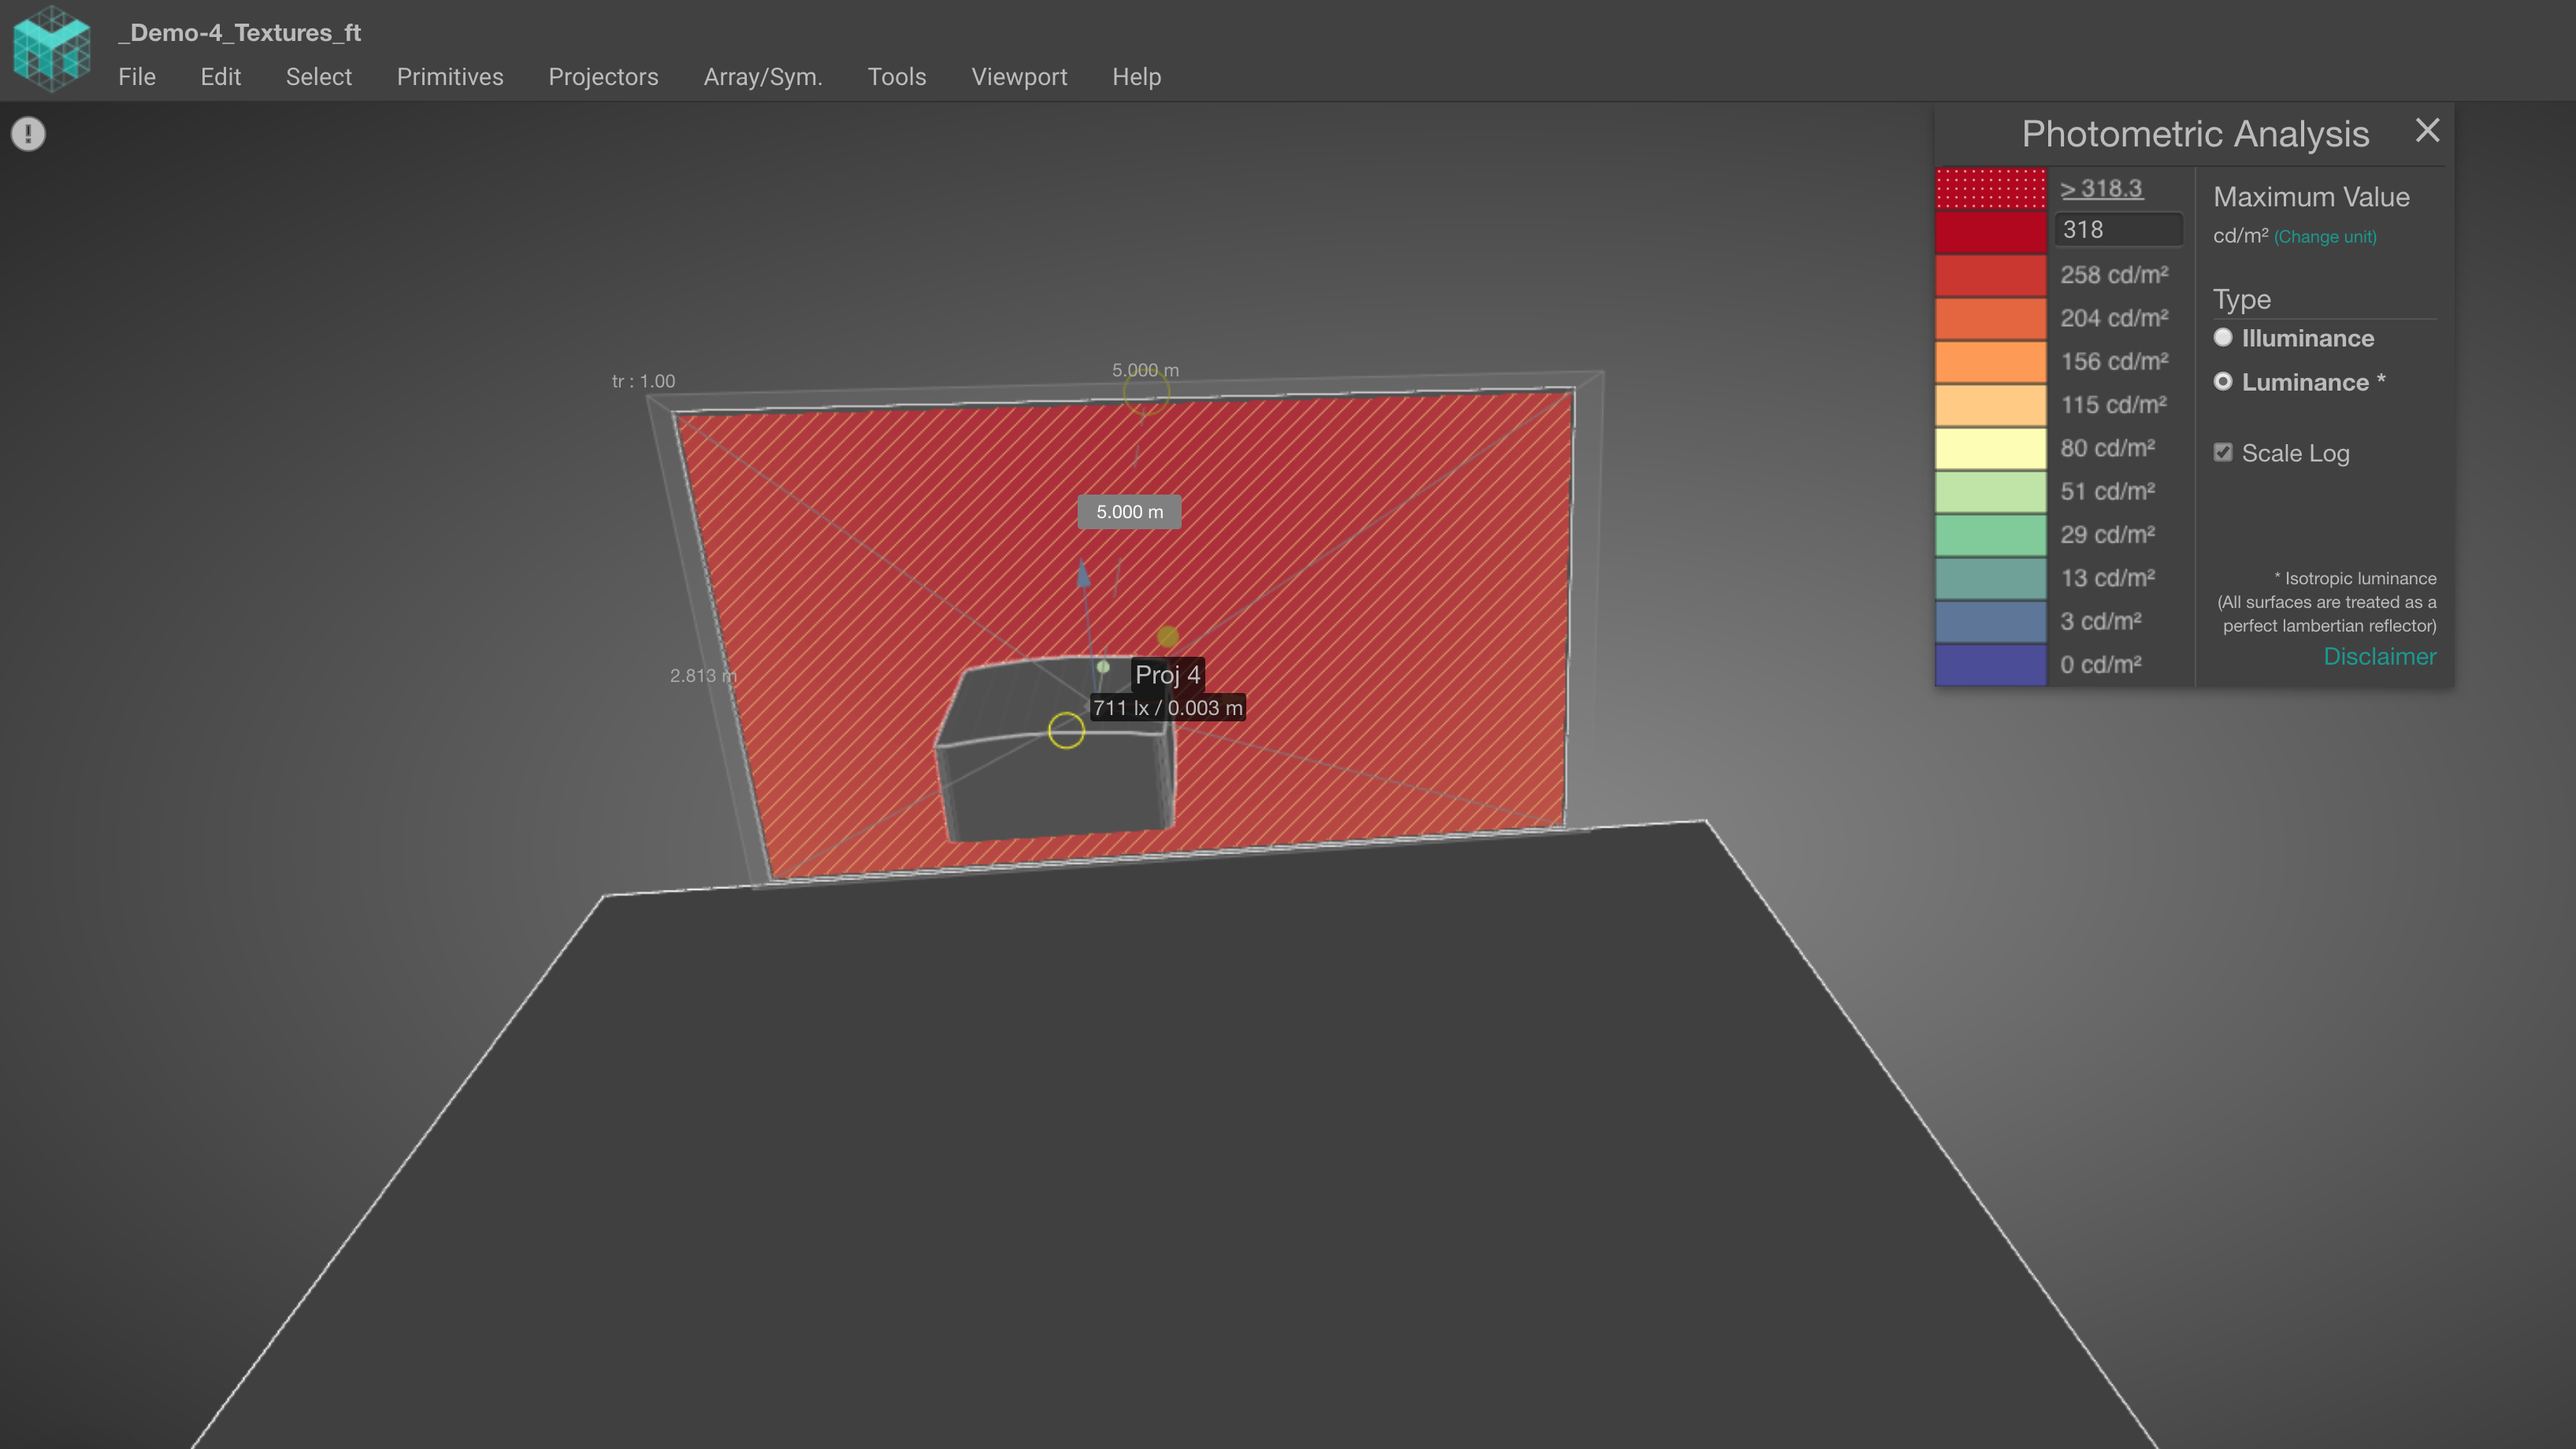 _Demo-4_Textures_ft
File Edit Select Primitives Projectors Array/Sym. Tools Viewport Help
Photometric Analysis
> 318.3
318
258 cd/m²
204 cd/m²
156 cd/m²
115 cd/m²
80 cd/m²
51 cd/m²
29 cd/m²
13 cd/m²
3 cd/m²
0 cd/m²
Maximum Value
cd/m² (Change unit)
Type
Illuminance
Luminance *
Scale Log
* Isotropic luminance
(All surfaces are treated as a
perfect lambertian reflector)
Disclaimer
tr : 1.00
5.000 m
5.000 m
2.813 m
Proj 4
711 lx / 0.003 m